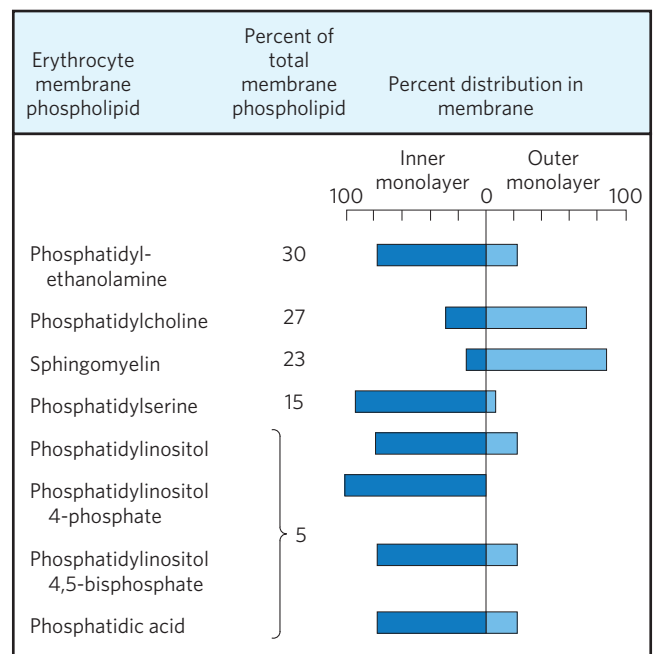 Erythrocyte
membrane
phospholipid
Percent of
total
membrane
phospholipid
Percent distribution in
membrane
Inner
monolayer
Outer
monolayer
100 0 100
Phosphatidyl-
ethanolamine
30
Phosphatidylcholine 27
Sphingomyelin 23
Phosphatidylserine 15
Phosphatidylinositol
Phosphatidylinositol
4-phosphate
5
Phosphatidylinositol
4,5-bisphosphate
Phosphatidic acid